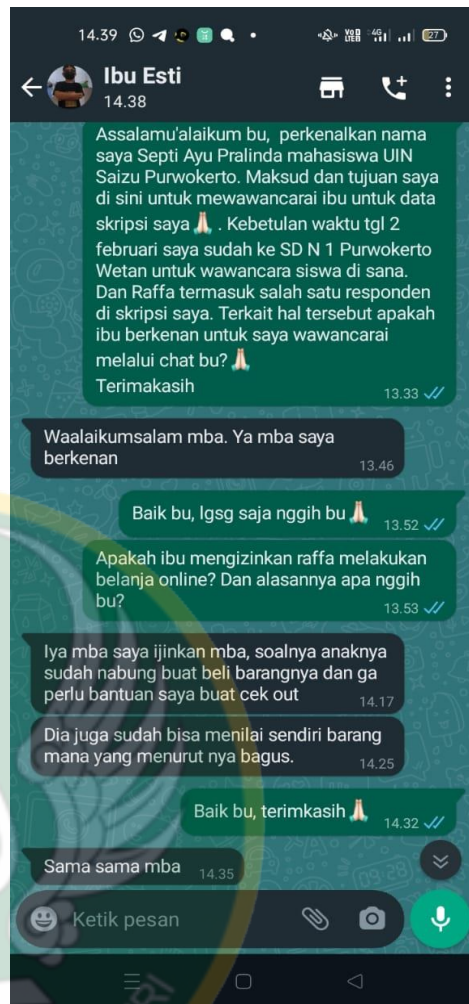 14.39
27
Ibu Esti
14.38
Assalamu'alaikum bu, perkenalkan nama
saya Septi Ayu Pralinda mahasiswa UIN
Saizu Purwokerto. Maksud dan tujuan saya
di sini untuk mewawancarai ibu untuk data
skripsi saya🙏🏻 . Kebetulan waktu tgl 2
februari saya sudah ke SD N 1 Purwokerto
Wetan untuk wawancara siswa di sana.
Dan Raffa termasuk salah satu responden
di skripsi saya. Terkait hal tersebut apakah
ibu berkenan untuk saya wawancarai
melalui chat bu?🙏🏻
Terimakasih
13.33
Waalaikumsalam mba. Ya mba saya
berkenan
13.46
Baik bu, lgsg saja nggih bu🙏🏻
13.52
Apakah ibu mengizinkan raffa melakukan
belanja online? Dan alasannya apa nggih
bu?
13.53
Iya mba saya ijinkan mba, soalnya anaknya
sudah nabung buat beli barangnya dan ga
perlu bantuan saya buat cek out
14.17
Dia juga sudah bisa menilai sendiri barang
mana yang menurut nya bagus.
14.25
Baik bu, terimkasih🙏🏻
14.32
Sama sama mba
14.35
Ketik pesan